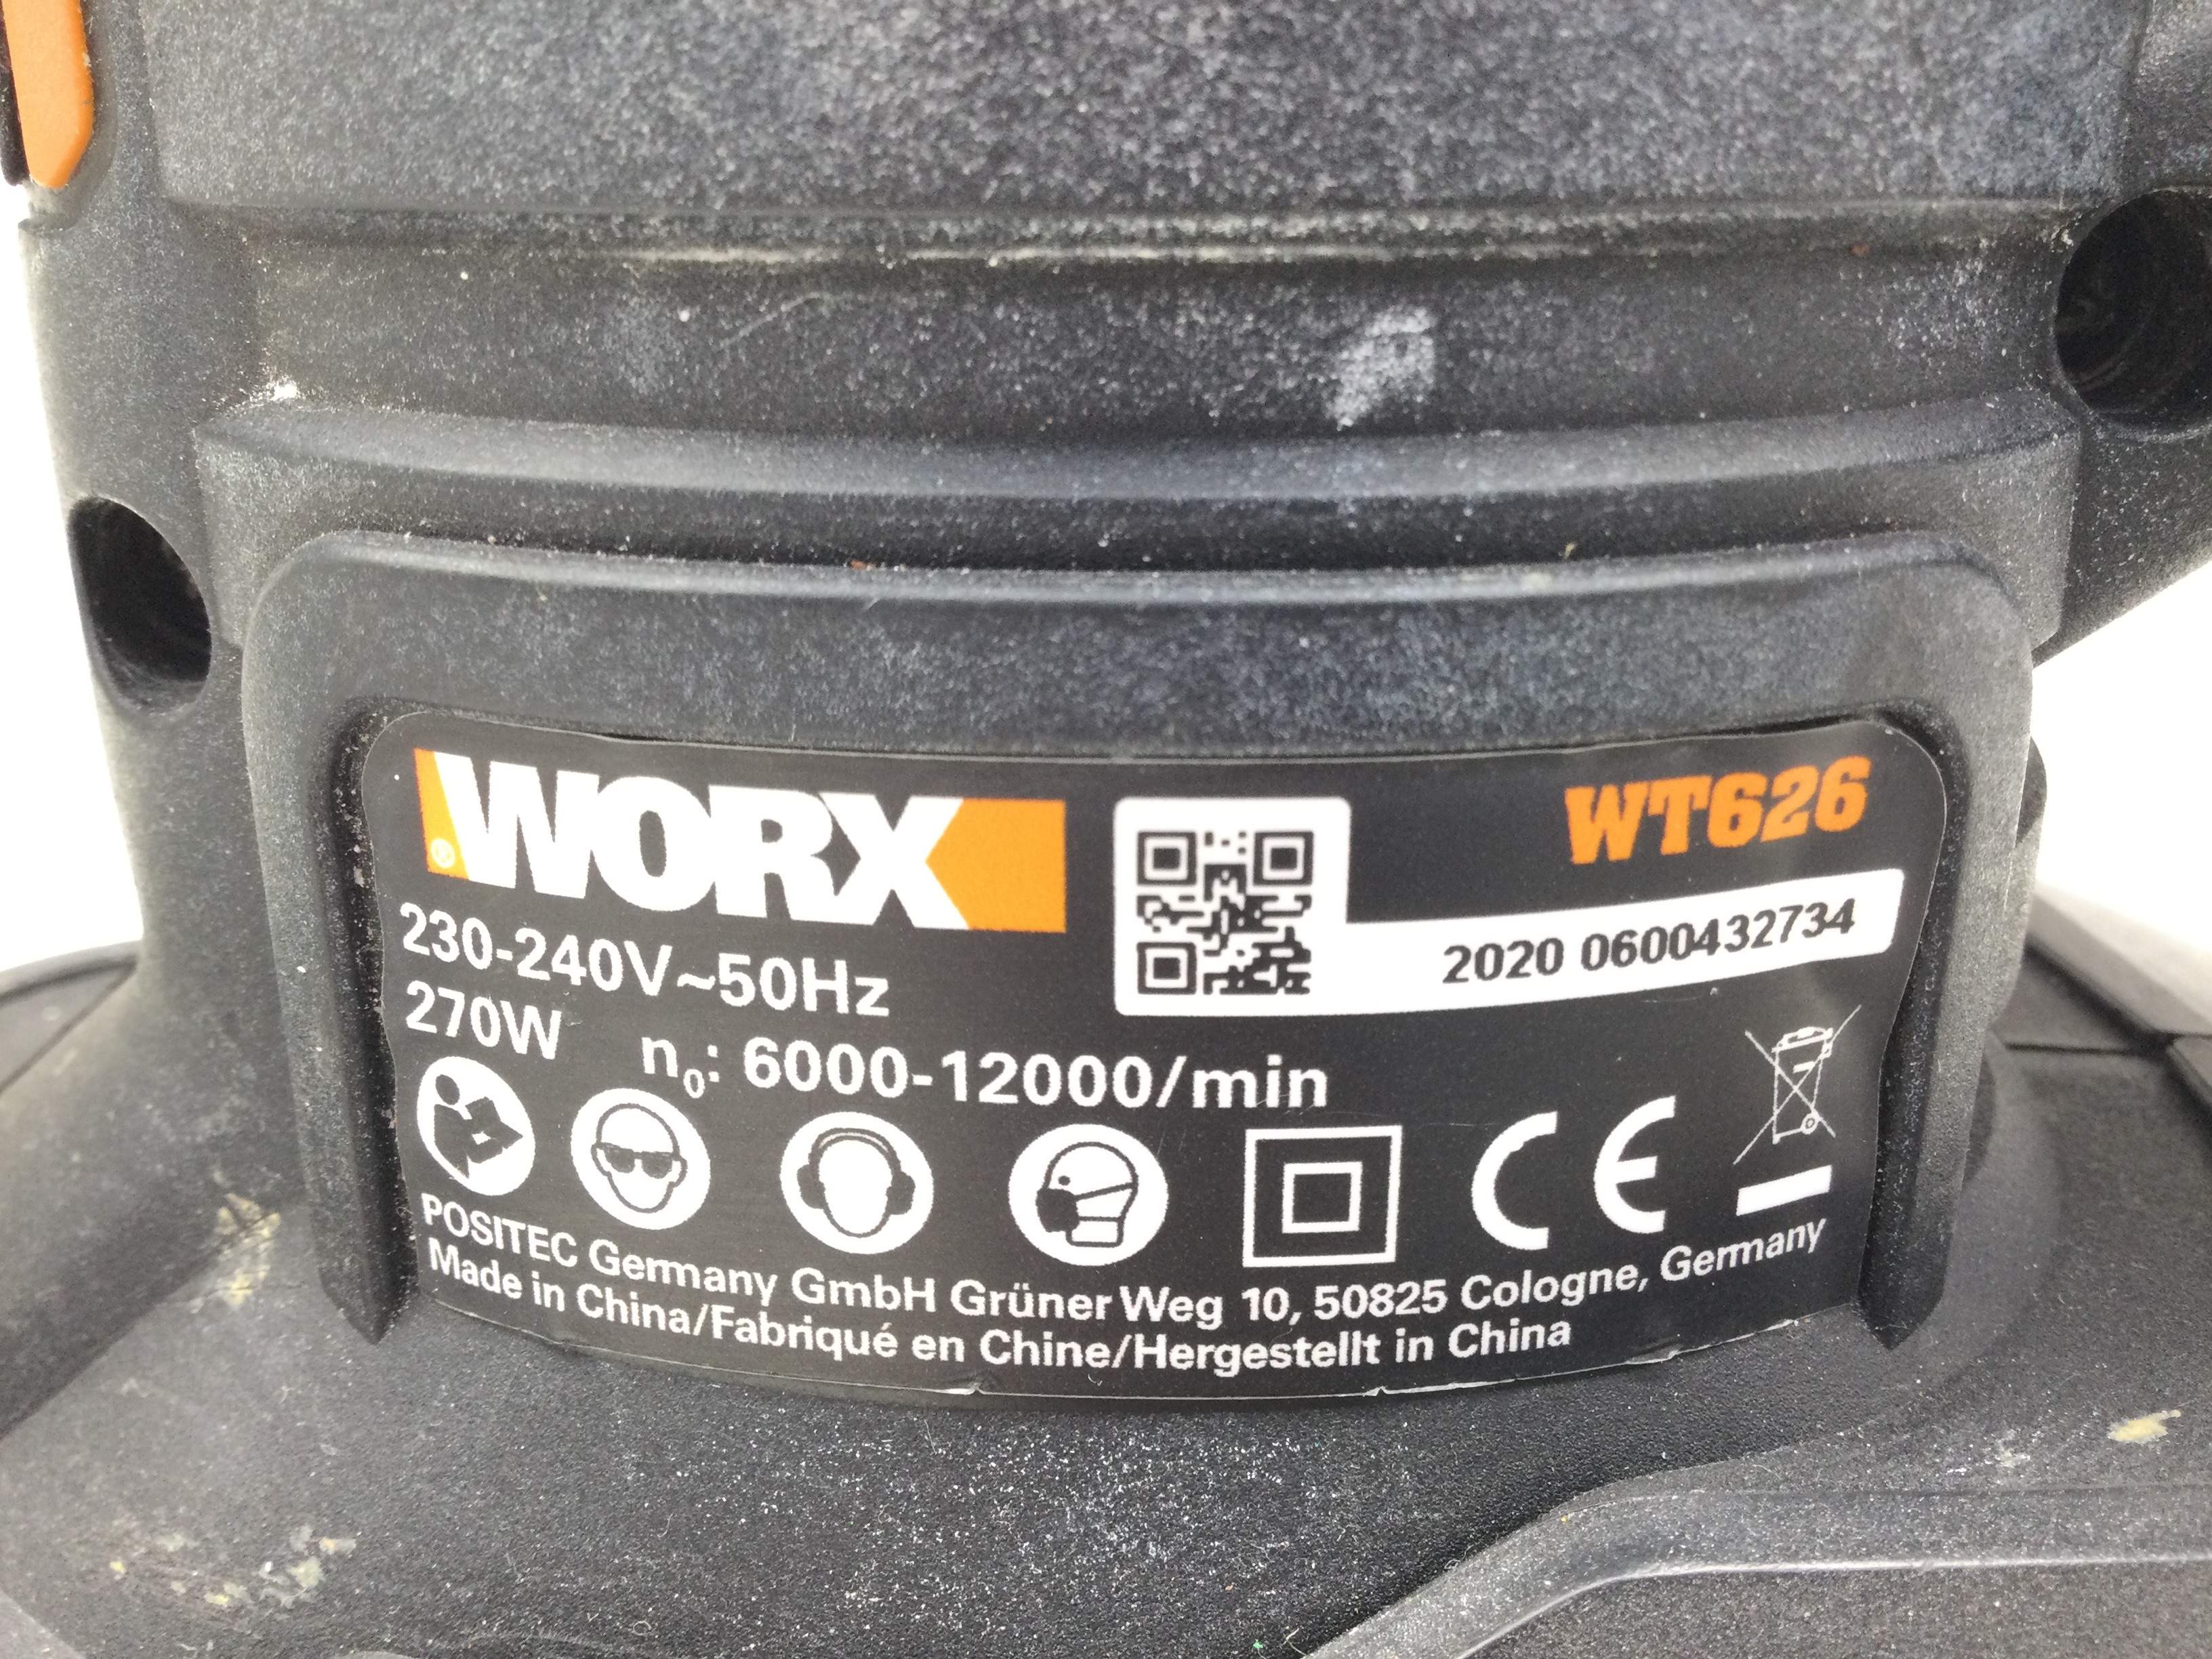 WORX®
WT626
2020 0600432734
230-240V~50Hz
270W n₀: 6000-12000/min
CE
POSITEC Germany GmbH Grüner Weg 10, 50825 Cologne, Germany
Made in China/Fabriqué en Chine/Hergestellt in China